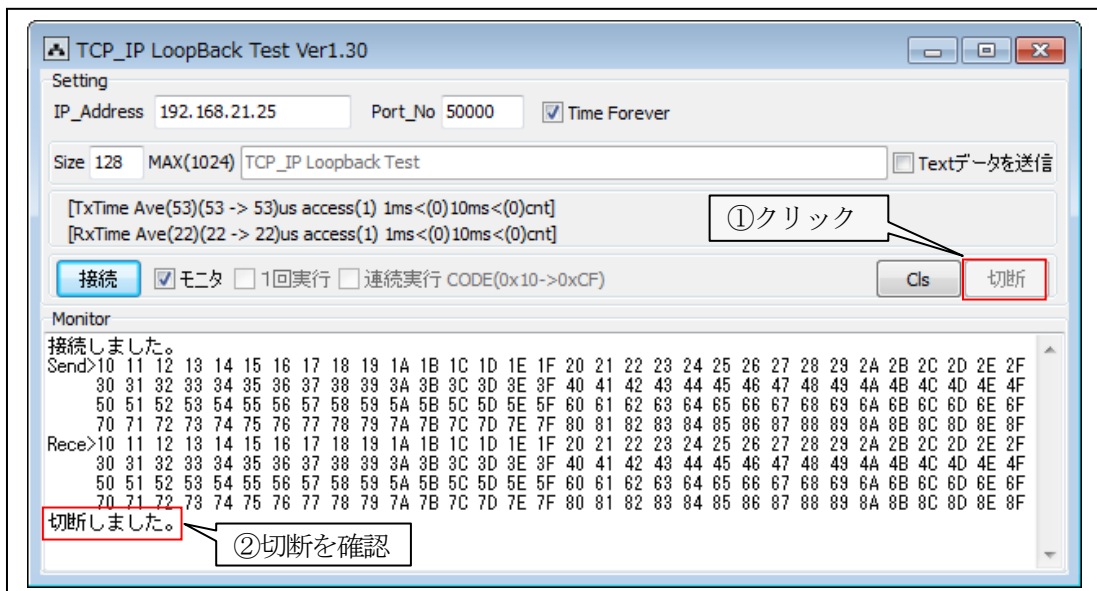 TCP_IP LoopBack Test Ver1.30
Setting
IP_Address 192.168.21.25 Port_No 50000 Time Forever
Size 128 MAX(1024) TCP_IP Loopback Test Textデータを送信
[TxTime Ave(53)(53 -> 53)us access(1) 1ms<(0)10ms<(0)cnt]
[RxTime Ave(22)(22 -> 22)us access(1) 1ms<(0)10ms<(0)cnt]
①クリック
接続 モニタ 1回実行 連続実行 CODE(0x10->0xCF) Cls 切断
Monitor
接続しました。
Send>10 11 12 13 14 15 16 17 18 19 1A 1B 1C 1D 1E 1F 20 21 22 23 24 25 26 27 28 29 2A 2B 2C 2D 2E 2F
30 31 32 33 34 35 36 37 38 39 3A 3B 3C 3D 3E 3F 40 41 42 43 44 45 46 47 48 49 4A 4B 4C 4D 4E 4F
50 51 52 53 54 55 56 57 58 59 5A 5B 5C 5D 5E 5F 60 61 62 63 64 65 66 67 68 69 6A 6B 6C 6D 6E 6F
70 71 72 73 74 75 76 77 78 79 7A 7B 7C 7D 7E 7F 80 81 82 83 84 85 86 87 88 89 8A 8B 8C 8D 8E 8F
Rece>10 11 12 13 14 15 16 17 18 19 1A 1B 1C 1D 1E 1F 20 21 22 23 24 25 26 27 28 29 2A 2B 2C 2D 2E 2F
30 31 32 33 34 35 36 37 38 39 3A 3B 3C 3D 3E 3F 40 41 42 43 44 45 46 47 48 49 4A 4B 4C 4D 4E 4F
50 51 52 53 54 55 56 57 58 59 5A 5B 5C 5D 5E 5F 60 61 62 63 64 65 66 67 68 69 6A 6B 6C 6D 6E 6F
70 71 72 73 74 75 76 77 78 79 7A 7B 7C 7D 7E 7F 80 81 82 83 84 85 86 87 88 89 8A 8B 8C 8D 8E 8F
切断しました。
②切断を確認